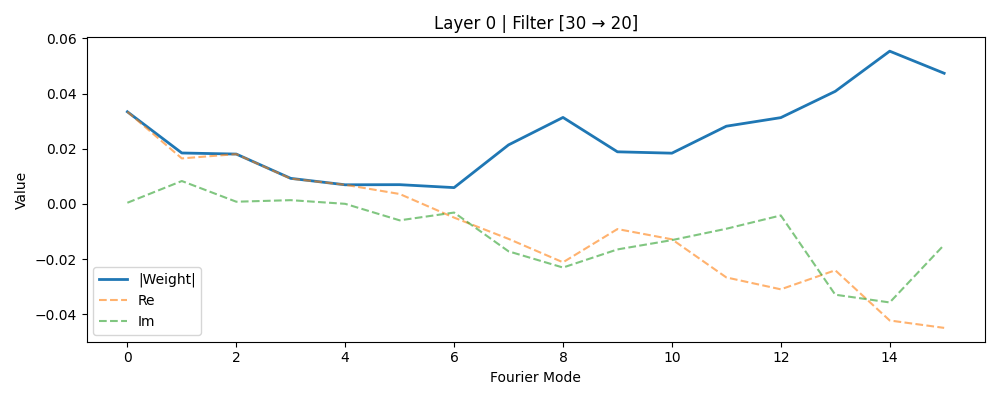 Layer 0 | Filter [30 → 20]
Value
0.06
0.04
0.02
0.00
−0.02
−0.04
|Weight|
Re
Im
0 2 4 6 8 10 12 14
Fourier Mode